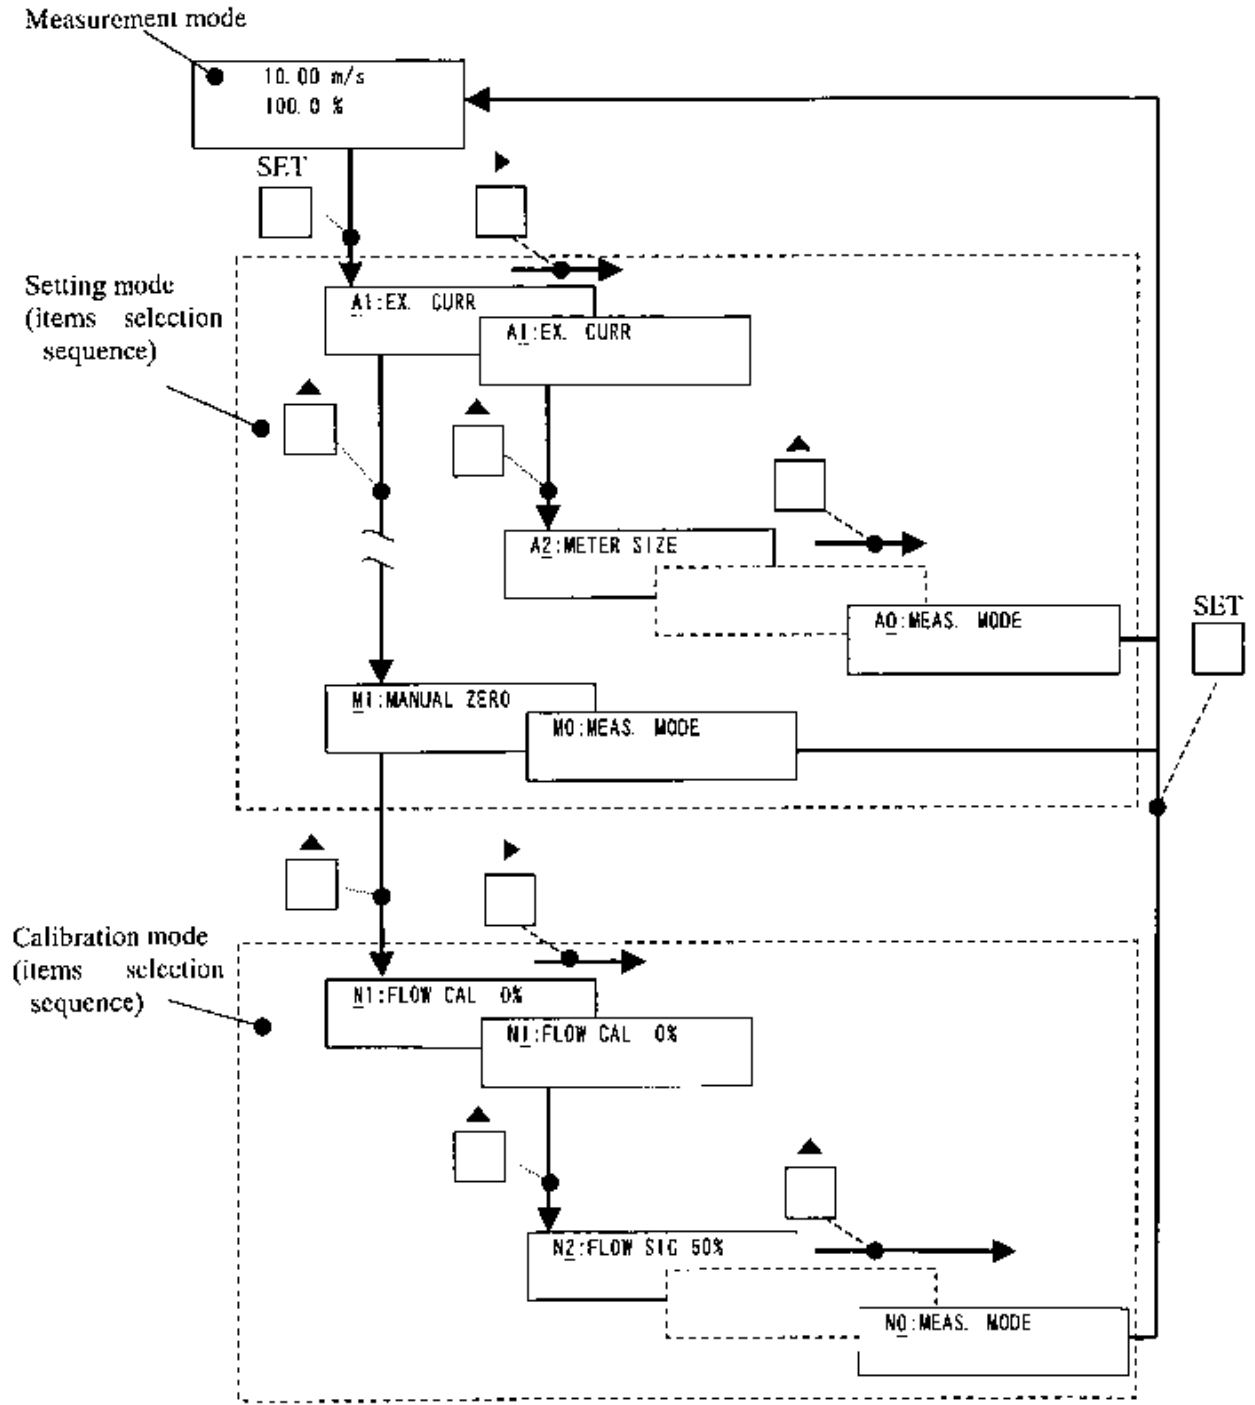 Measurement mode
10.00 m/s
100.0 %
SET
Setting mode
(items selection
sequence)
A1:EX. CURR
A1:EX. CURR
A2:METER SIZE
A0:MEAS. MODE
SET
M1:MANUAL ZERO
M0:MEAS. MODE
Calibration mode
(items selection
sequence)
N1:FLOW CAL 0%
N1:FLOW CAL 0%
N2:FLOW SIG 50%
N0:MEAS. MODE